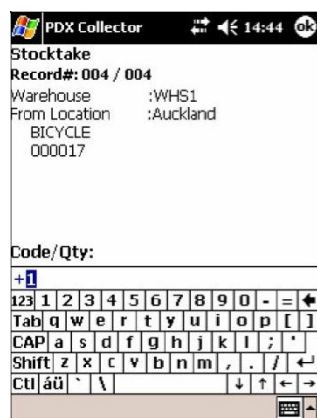 PDX Collector 14:44 ok
Stocktake
Record#: 004 / 004
Warehouse :WHS1
From Location :Auckland
BICYCLE
000017
Code/Qty:
+1
123 1 2 3 4 5 6 7 8 9 0 - =
Tab q w e r t y u i o p [ ]
CAP a s d f g h j k l ; '
Shift z x c v b n m , . /
Ctl áü ` \